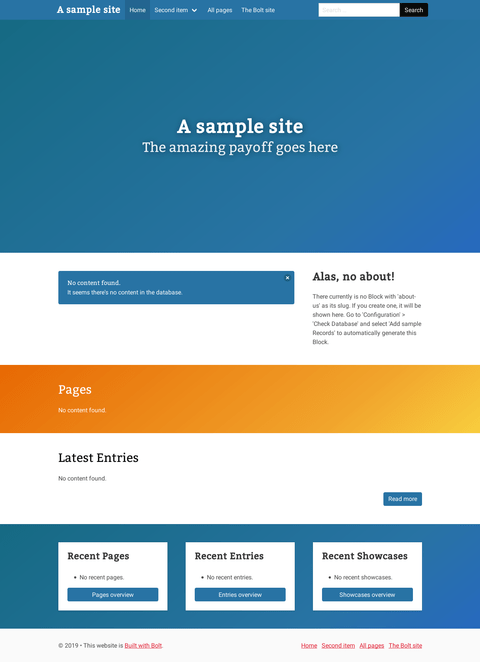 A sample site Home Second item All pages The Bolt site Search... Search
A sample site
The amazing payoff goes here
No content found.
It seems there's no content in the database.
Alas, no about!
There currently is no Block with 'about-
us' as its slug. If you create one, it will be
shown here. Go to 'Configuration' >
'Check Database' and select 'Add sample
Records' to automatically generate this
Block.
Pages
No content found.
Latest Entries
No content found.
Read more
Recent Pages
No recent pages.
Pages overview
Recent Entries
No recent entries.
Entries overview
Recent Showcases
No recent showcases.
Showcases overview
© 2019 • This website is Built with Bolt. Home Second item All pages The Bolt site